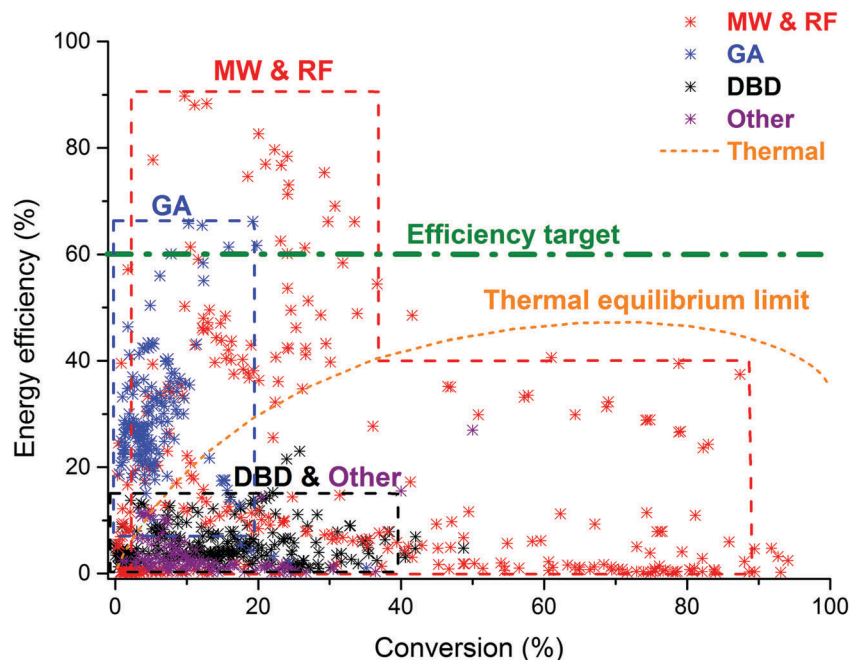 MW & RF
GA
DBD
Other
Thermal
100
80
60
40
20
0
MW & RF
GA
Efficiency target
Thermal equilibrium limit
DBD & Other
0
20
40
60
80
100
Energy efficiency (%)
Conversion (%)